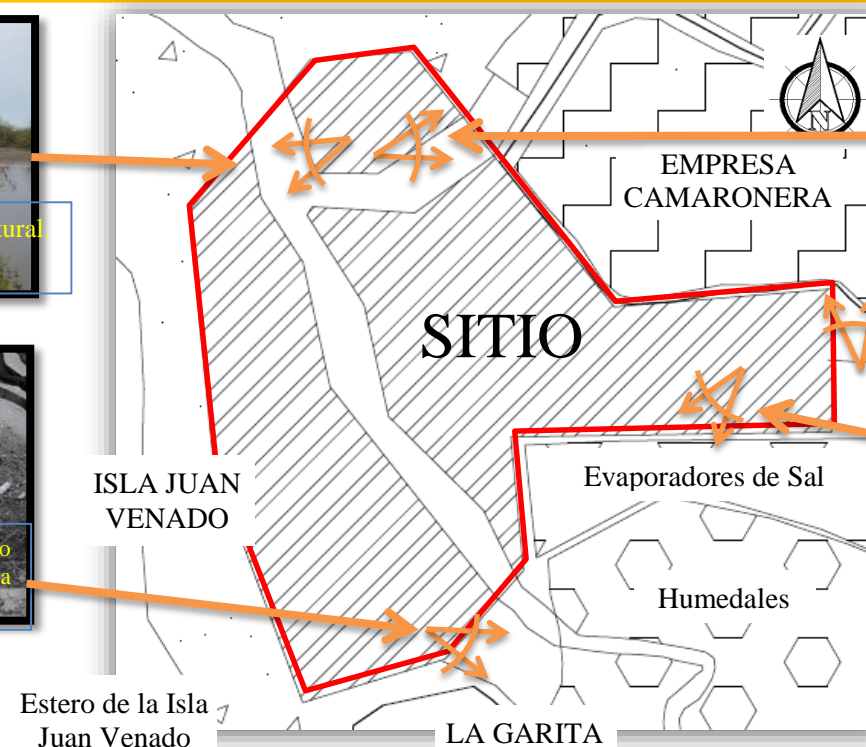 N
EMPRESA
CAMARONERA
SITIO
ISLA JUAN
VENADO
Evaporadores de Sal
Humedales
Estero de la Isla
Juan Venado
LA GARITA